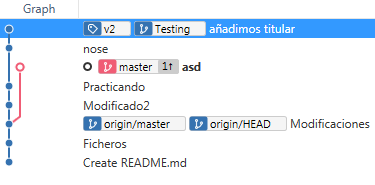 Graph
v2 Testing añadimos titular
nose
master 1↑ asd
Practicando
Modificado2
origin/master origin/HEAD Modificaciones
Ficheros
Create README.md